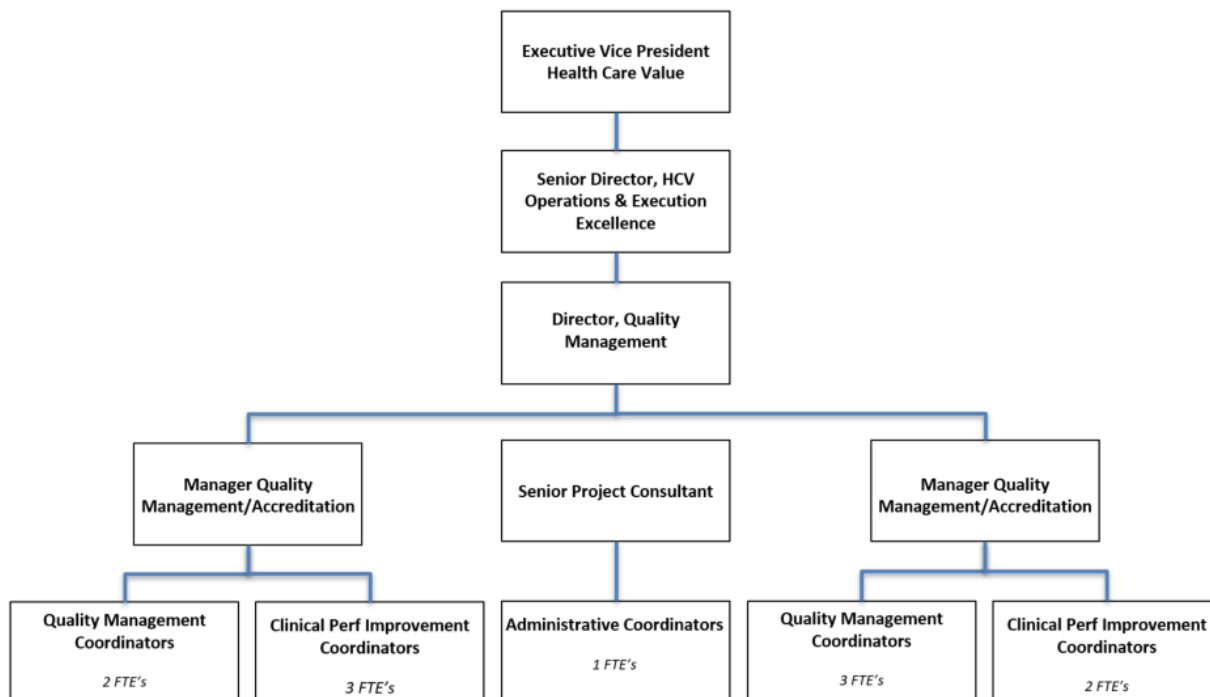 Executive Vice President
Health Care Value
Senior Director, HCV
Operations & Execution
Excellence
Director, Quality
Management
Manager Quality
Management/Accreditation
Senior Project Consultant
Manager Quality
Management/Accreditation
Quality Management
Coordinators
2 FTE's
Clinical Perf Improvement
Coordinators
3 FTE's
Administrative Coordinators
1 FTE's
Quality Management
Coordinators
3 FTE's
Clinical Perf Improvement
Coordinators
2 FTE's